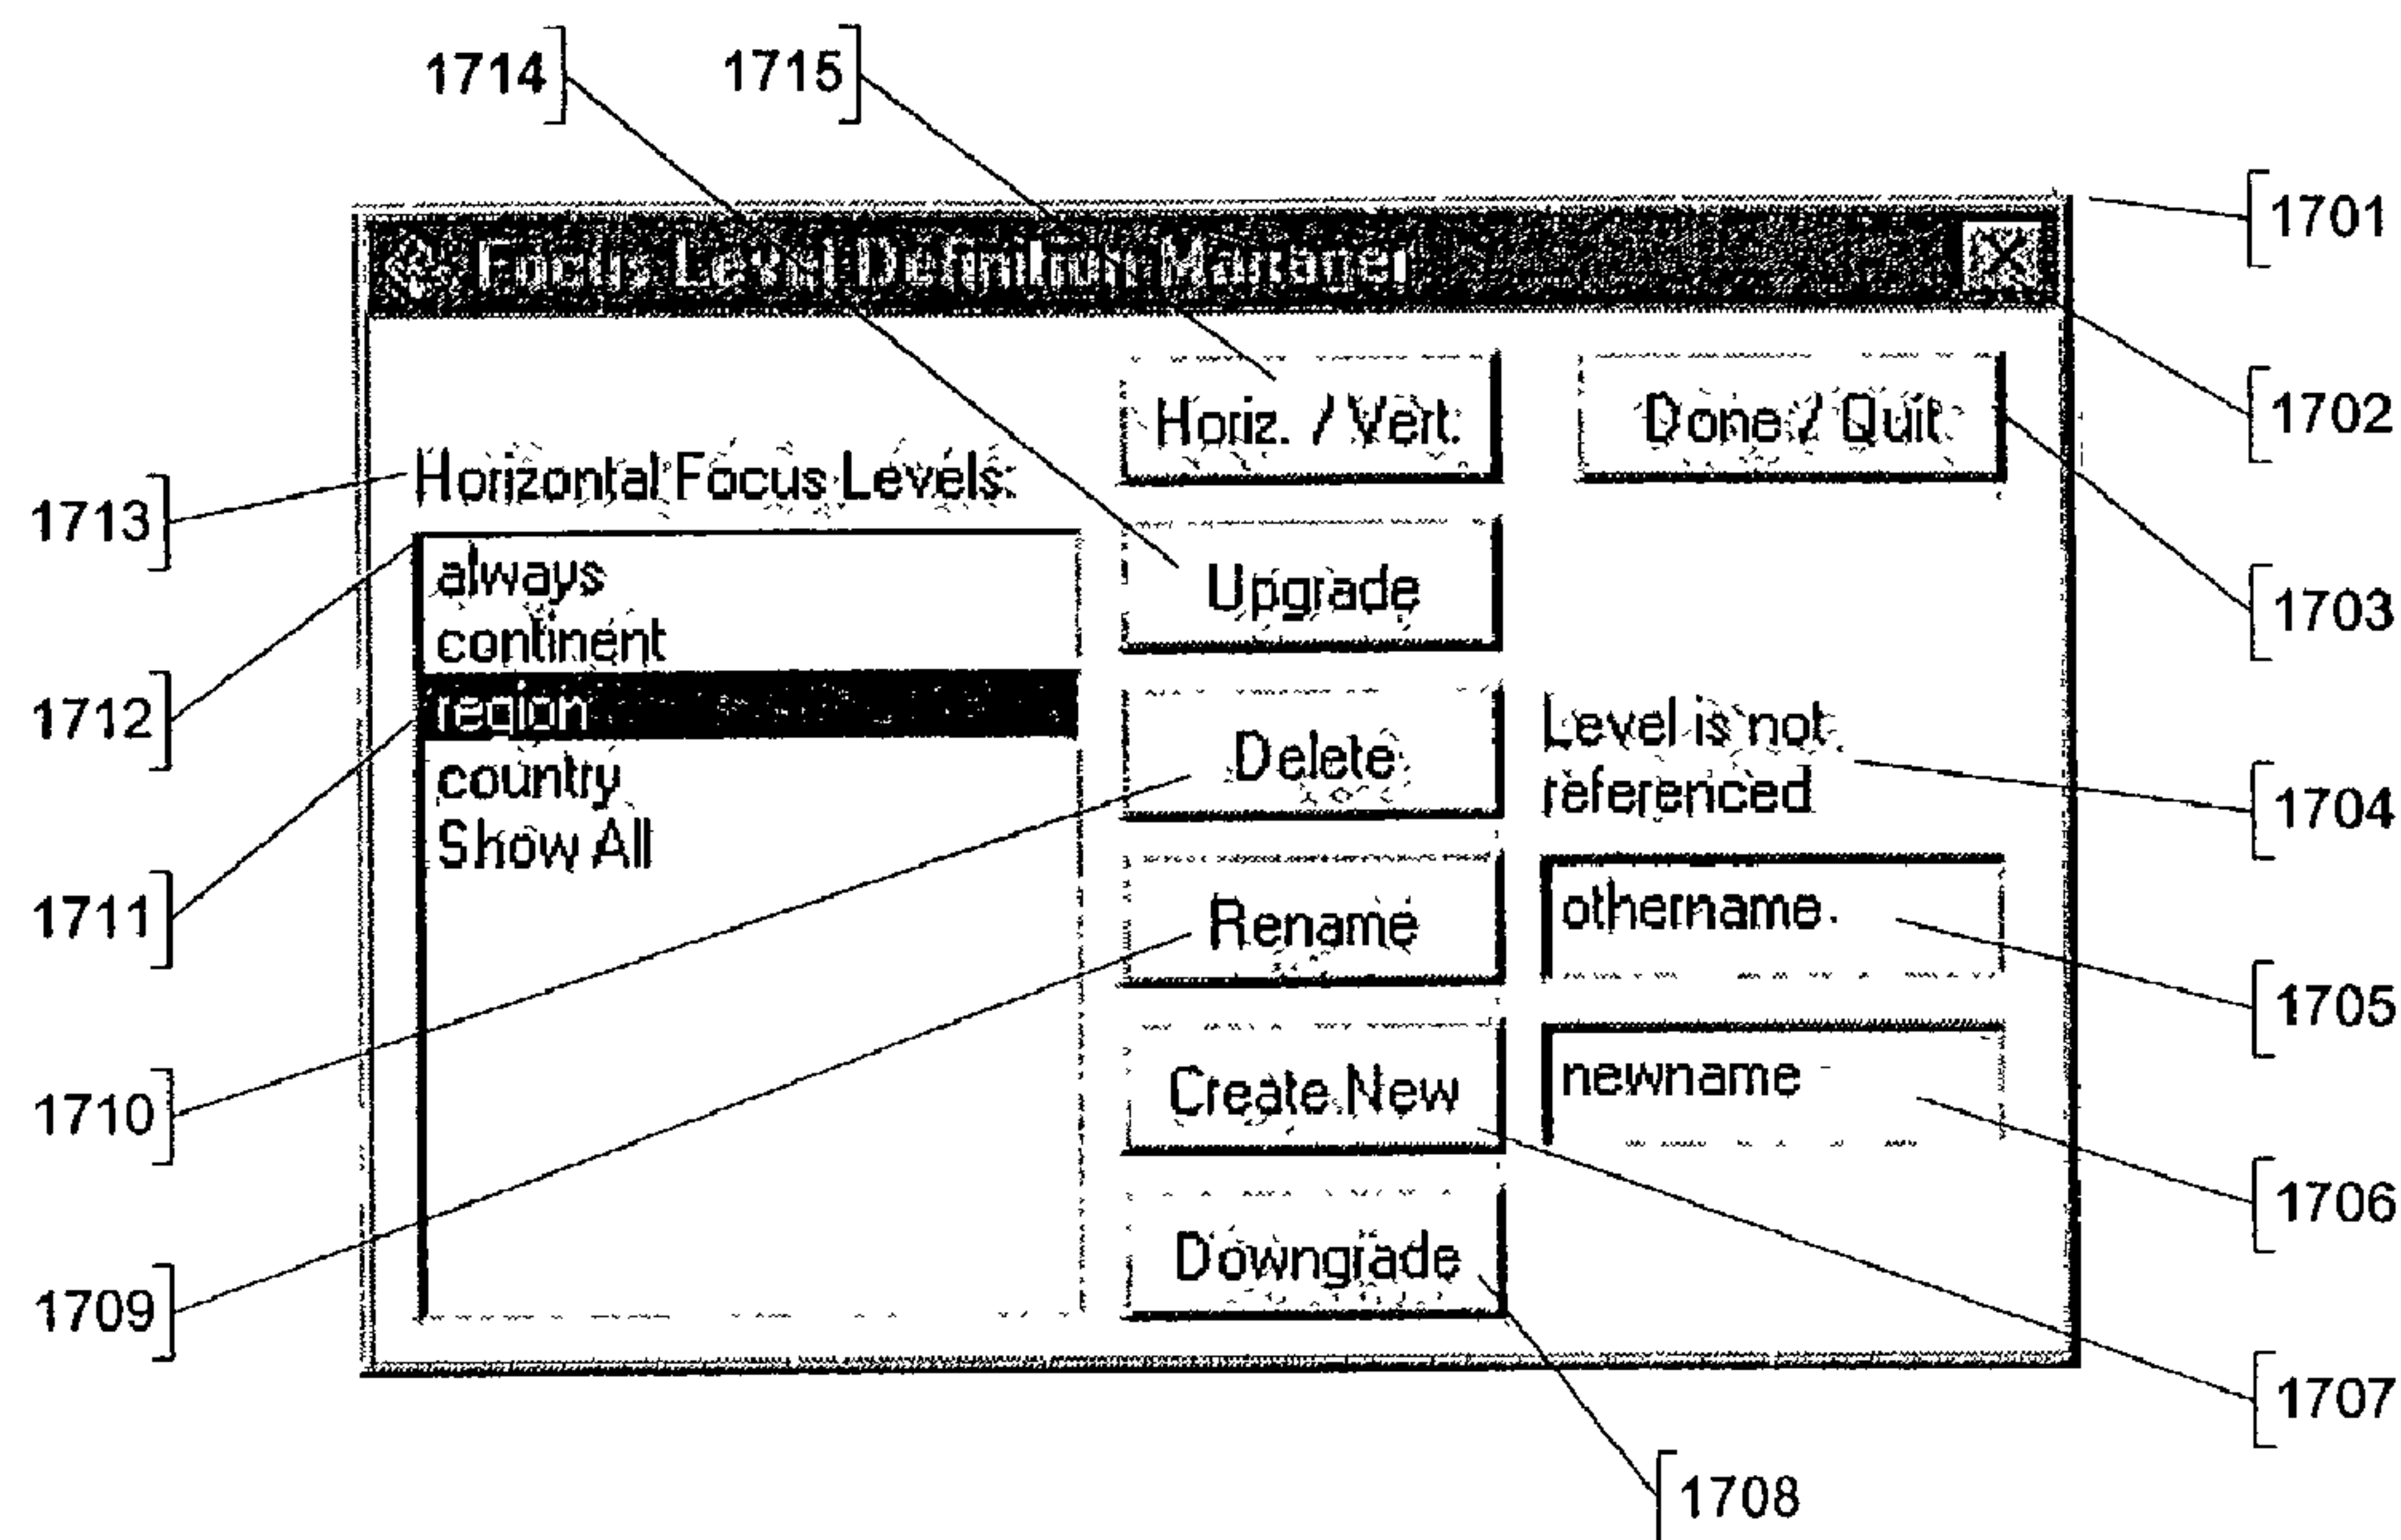 1714 1715
1701
Focus Level Definition Manager
1702
Horiz. / Vert. Done / Quit
1713 Horizontal Focus Levels:
always
Upgrade
1703
continent
1712
region
Delete
Level is not
referenced
1704
country
Show All
1711
Rename
othername
1705
1710
Create New
newname
1706
Downgrade
1709
1707
1708